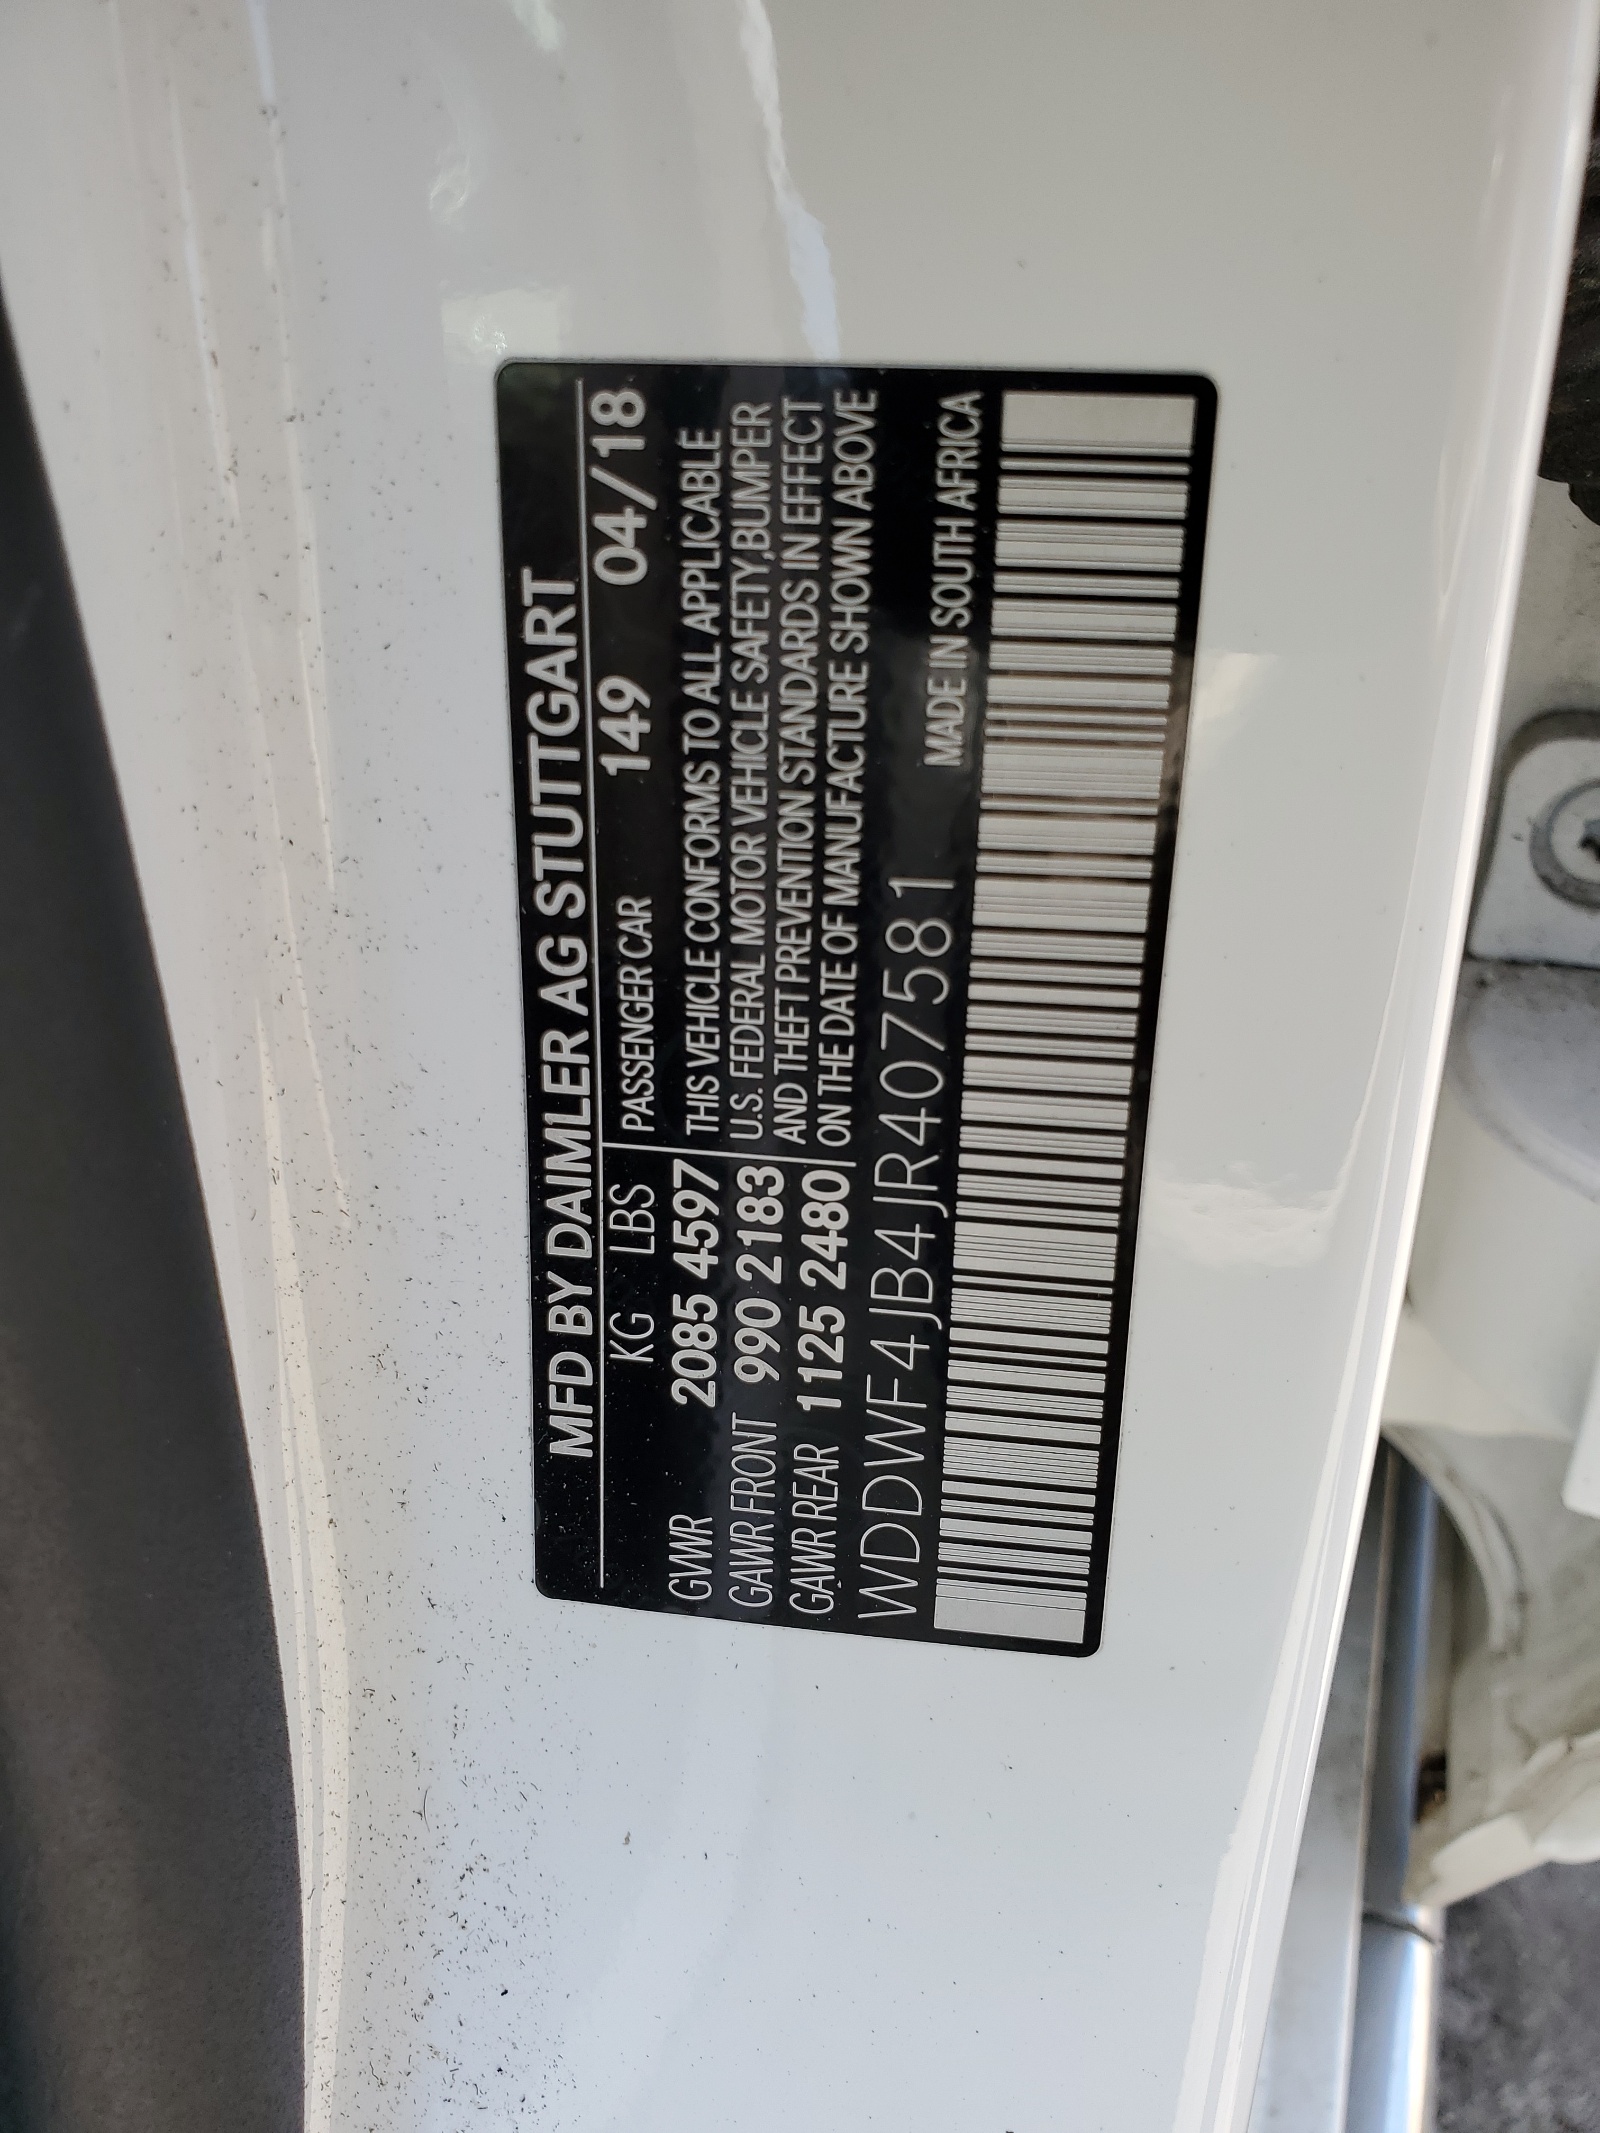 MFD BY DAIMLER AG STUTTGART
KG LBS PASSENGER CAR 149 04/18
GVWR 2085 4597 THIS VEHICLE CONFORMS TO ALL APPLICABLE
GAWR FRONT 990 2183 U.S. FEDERAL MOTOR VEHICLE SAFETY,BUMPER
GAWR REAR 1125 2480 AND THEFT PREVENTION STANDARDS IN EFFECT
ON THE DATE OF MANUFACTURE SHOWN ABOVE
WDDWF4JB4JR407581
MADE IN SOUTH AFRICA